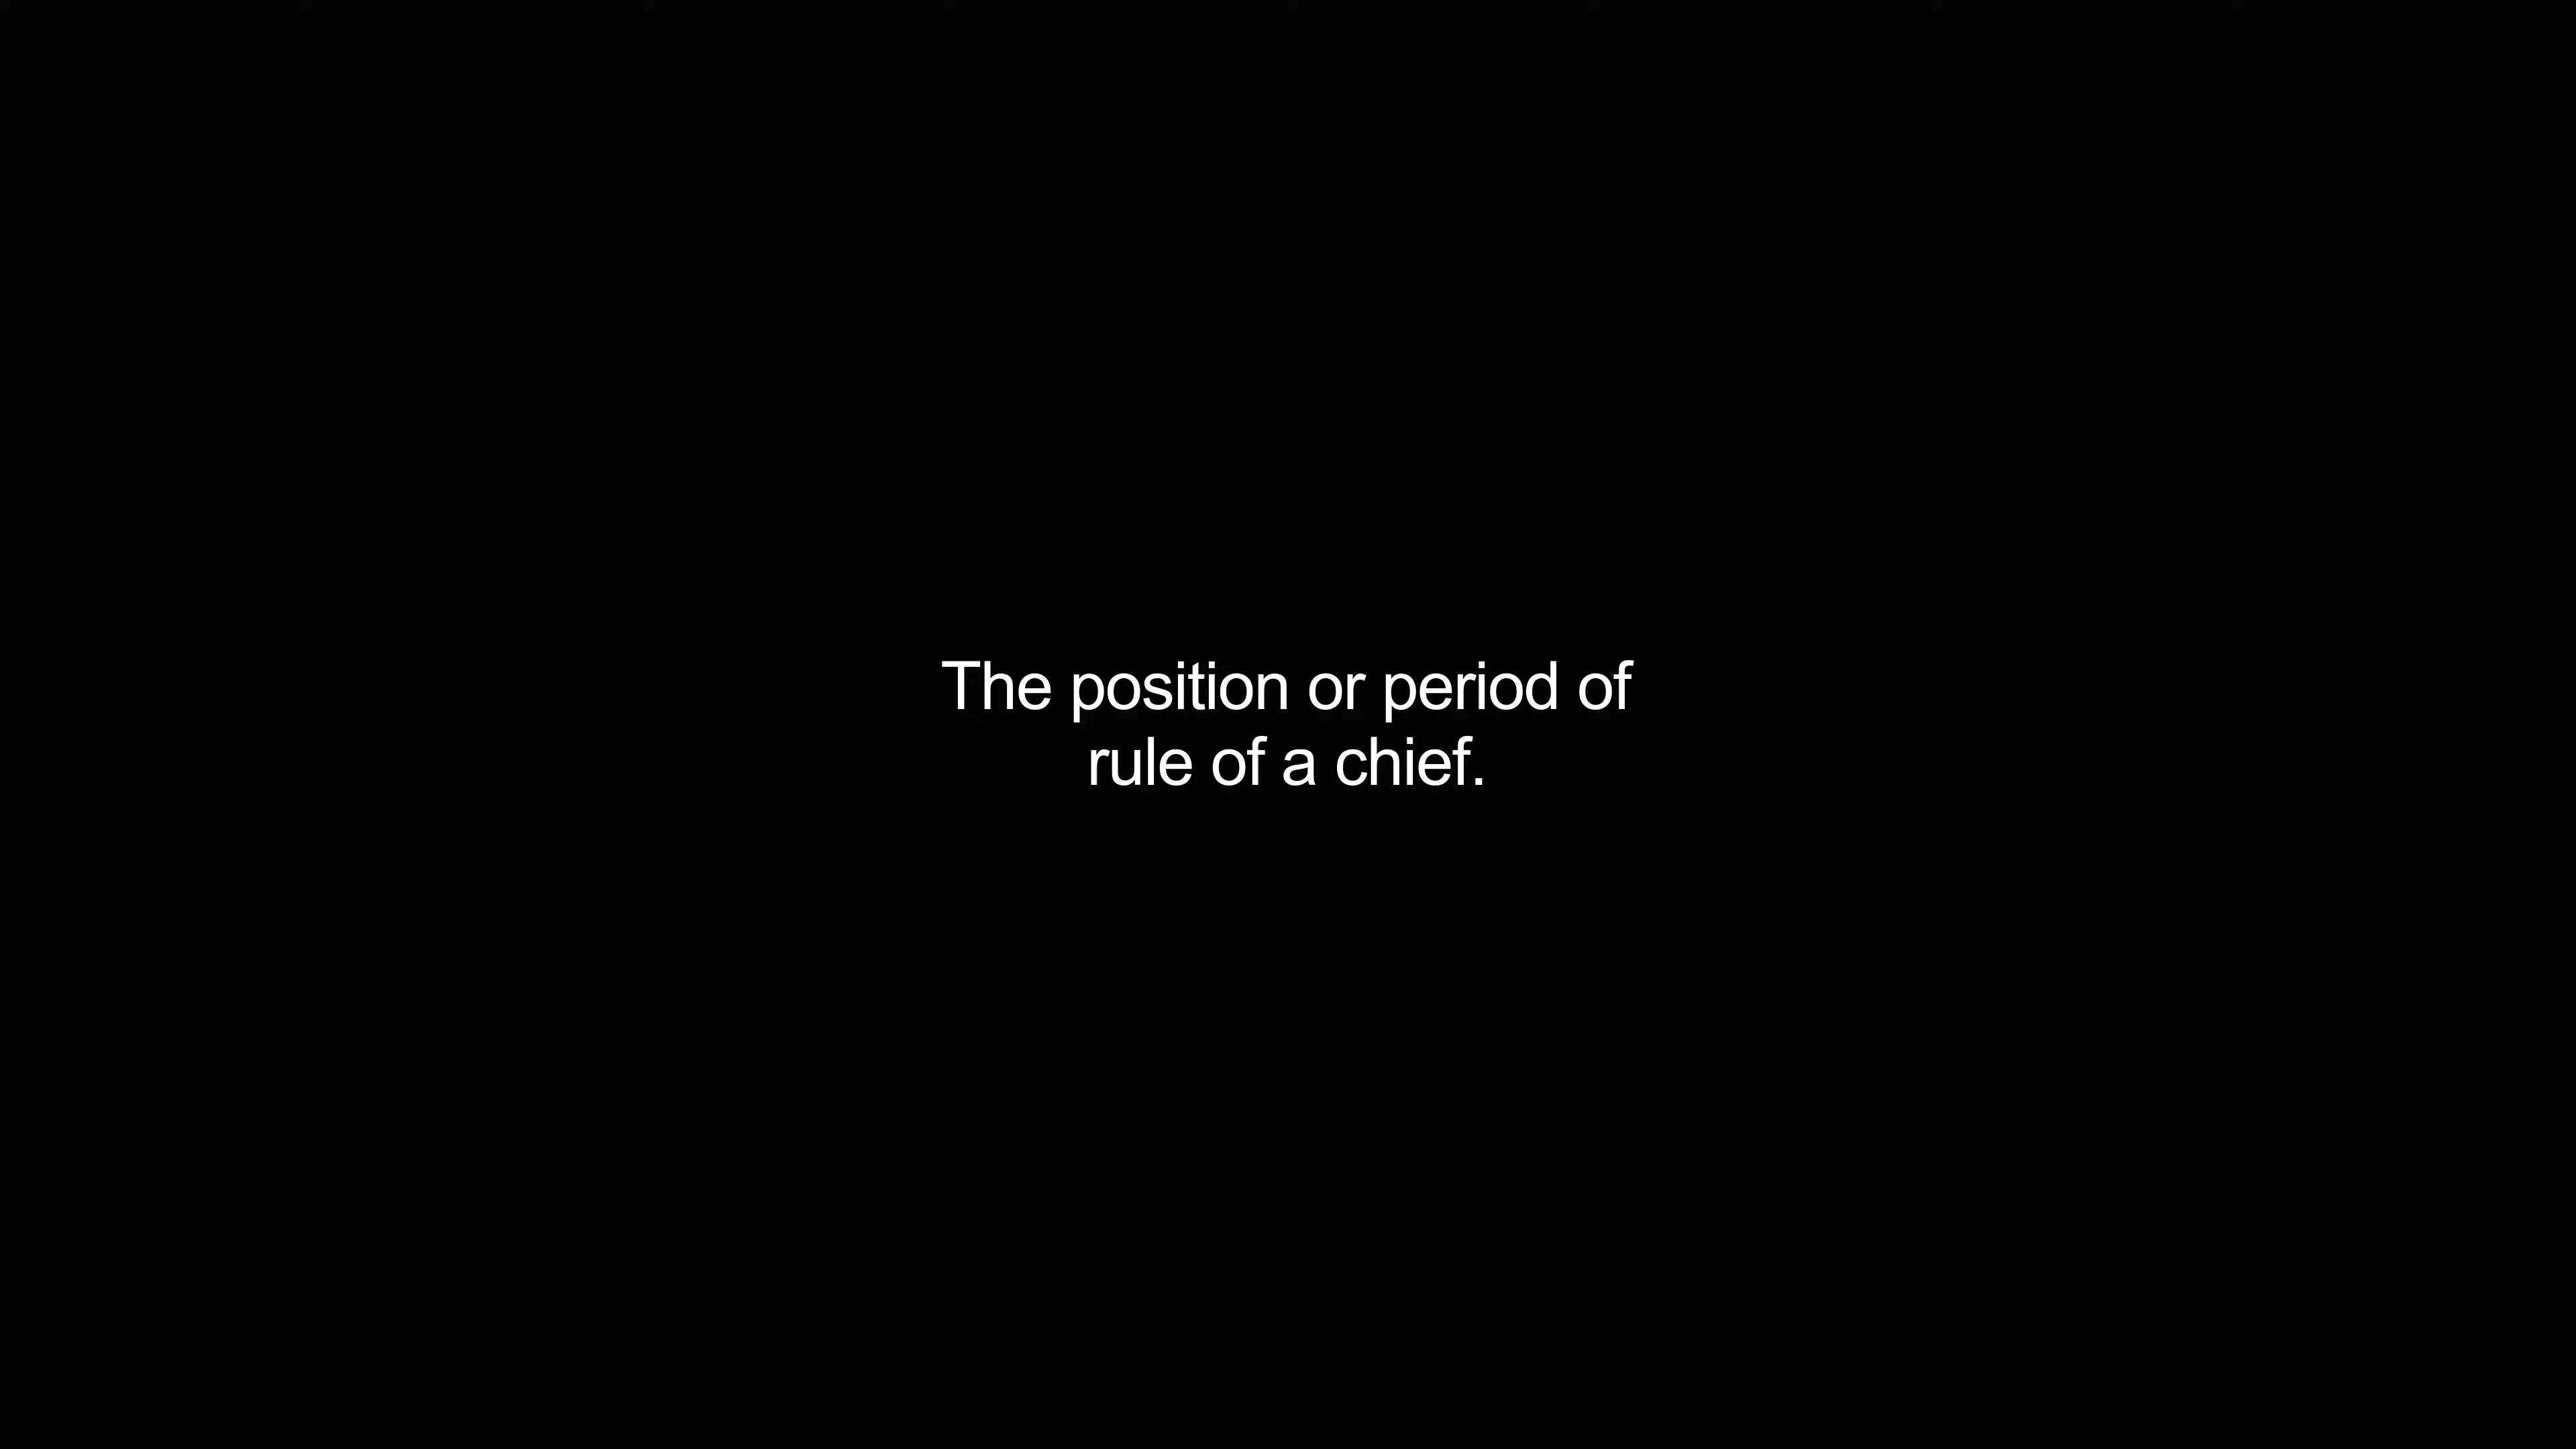 The position or period of
rule of a chief.